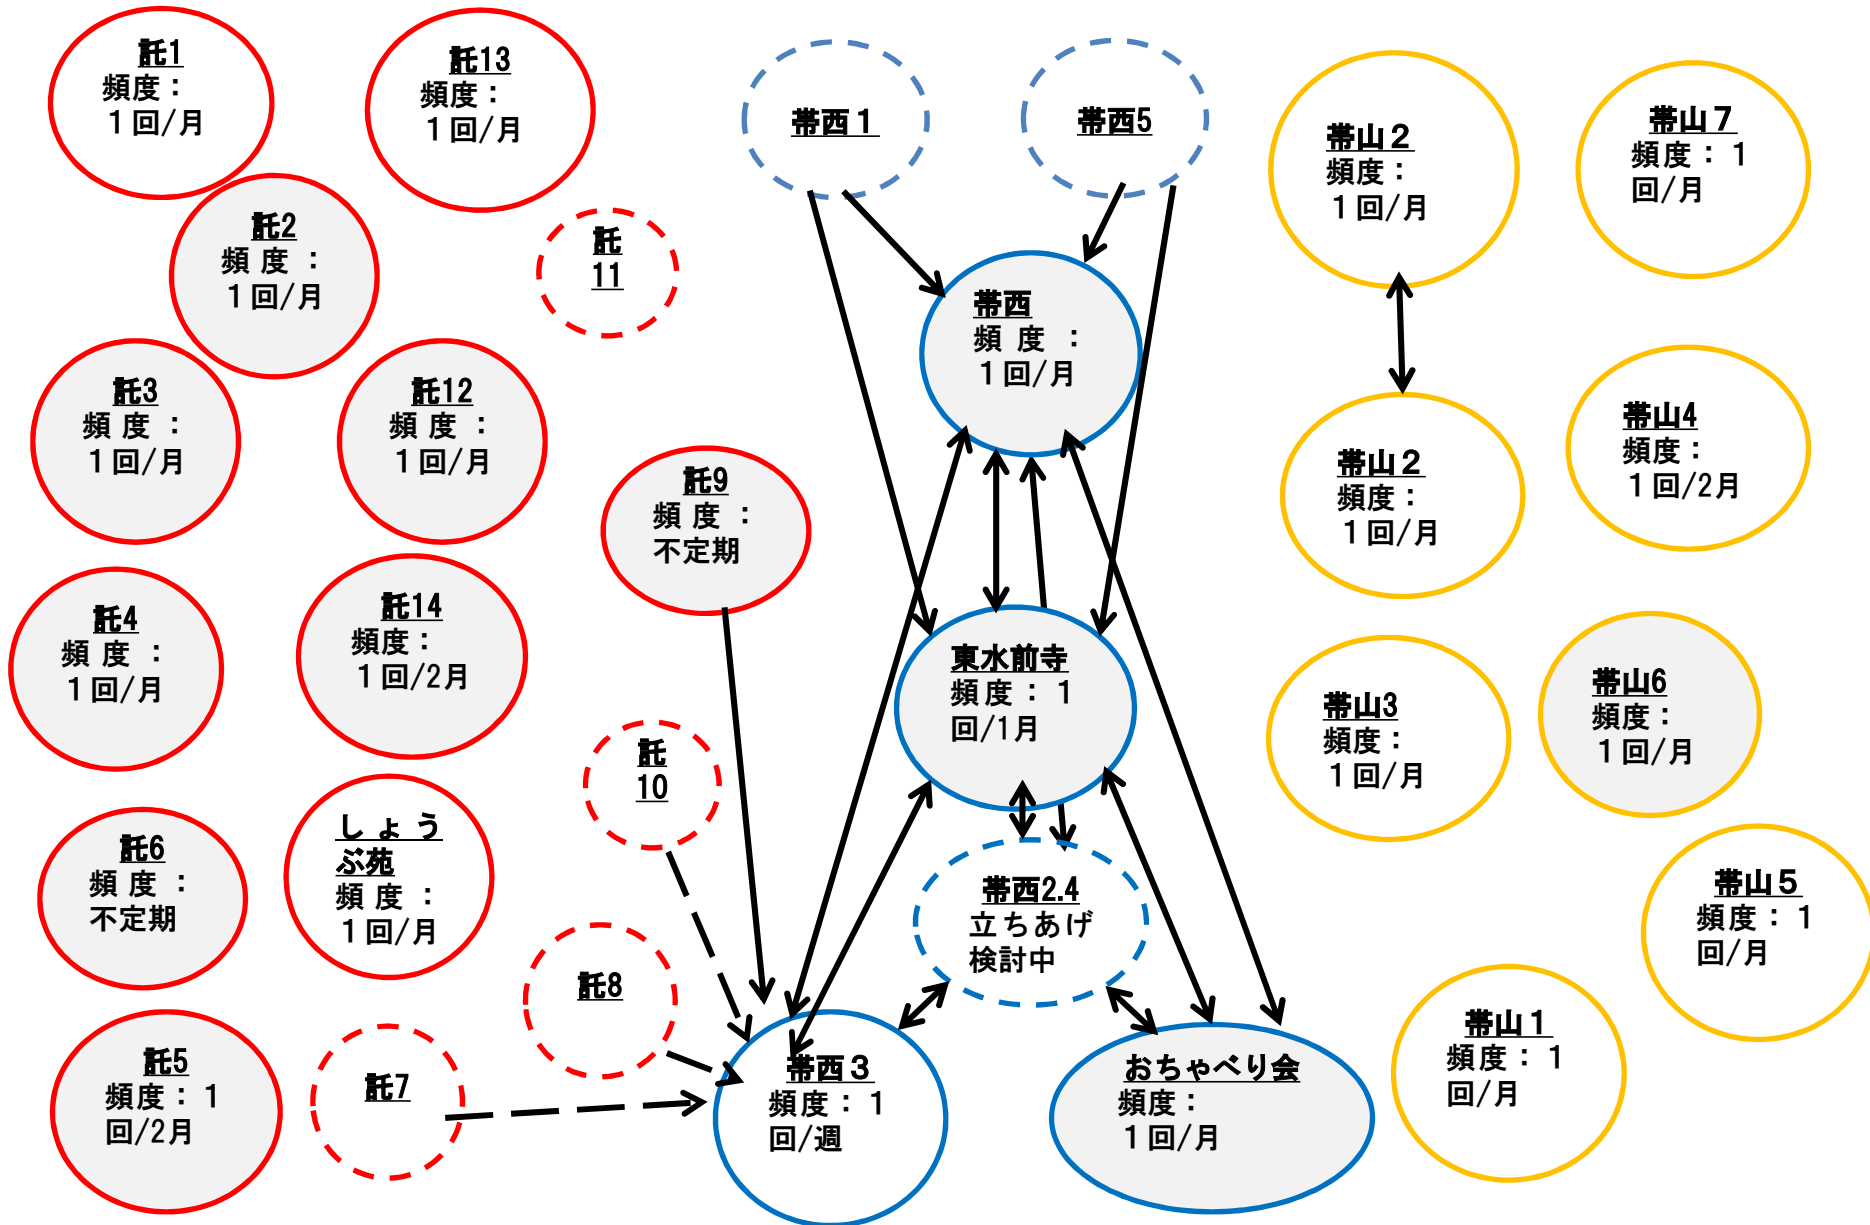 託1
頻度：
１回/月
託13
頻度：
１回/月
託2
頻 度 ：
１回/月
託
11
託3
頻 度 ：
１回/月
託12
頻 度 ：
１回/月
託9
頻 度 ：
不定期
託4
頻 度 ：
１回/月
託14
頻度：
１回/2月
託
10
託6
頻 度 ：
不定期
しょう
ぶ苑
頻 度 ：
１回/月
託8
託5
頻度：1
回/2月
託7
帯西１
帯西5
帯西
頻 度 ：
１回/月
東水前寺
頻度：1
回/1月
帯西2.4
立ちあげ
検討中
帯西３
頻度：1
回/週
おちゃべり会
頻度：
１回/月
帯山２
頻度：
１回/月
帯山７
頻度：1
回/月
帯山２
頻度：
１回/月
帯山4
頻度：
１回/2月
帯山3
頻度：
１回/月
帯山6
頻度：
１回/月
帯山５
頻度：1
回/月
帯山１
頻度：1
回/月